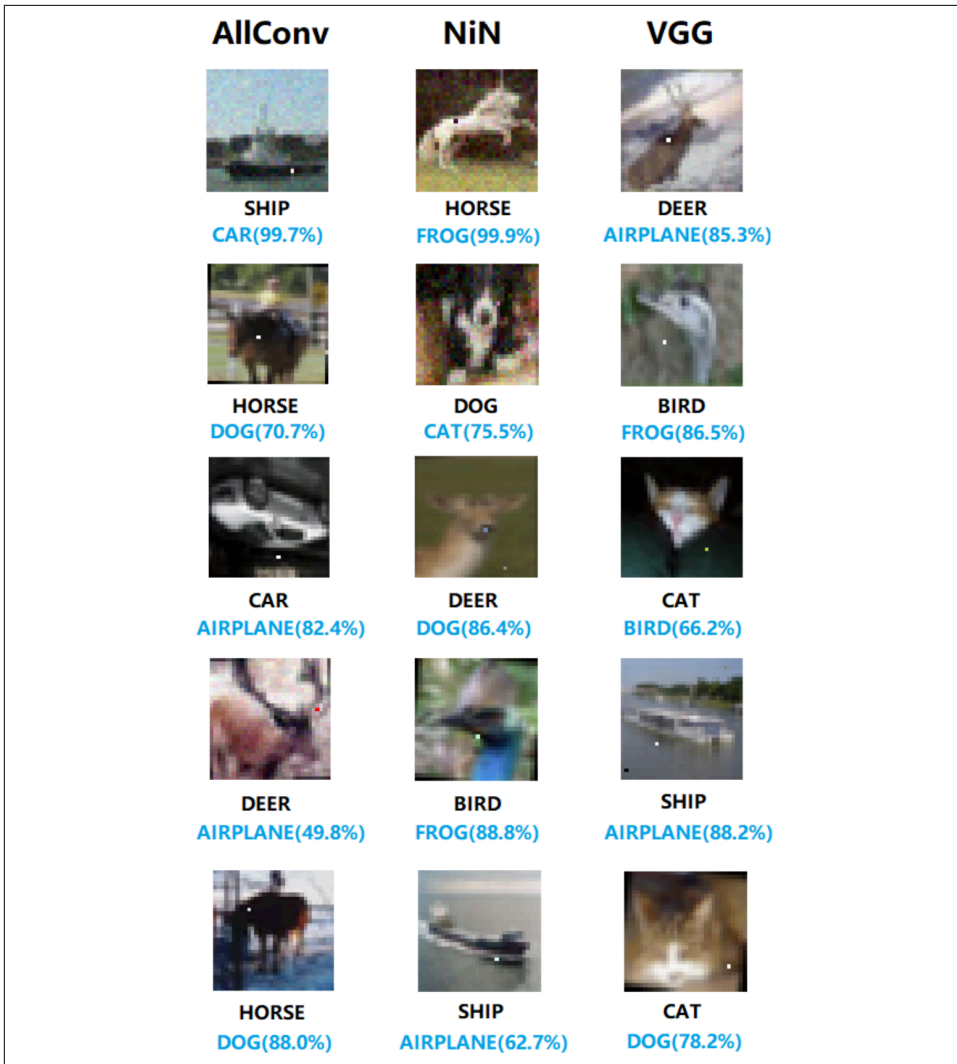 AllConv NiN VGG
SHIP HORSE DEER
CAR(99.7%) FROG(99.9%) AIRPLANE(85.3%)
HORSE DOG BIRD
DOG(70.7%) CAT(75.5%) FROG(86.5%)
CAR DEER CAT
AIRPLANE(82.4%) DOG(86.4%) BIRD(66.2%)
DEER BIRD SHIP
AIRPLANE(49.8%) FROG(88.8%) AIRPLANE(88.2%)
HORSE SHIP CAT
DOG(88.0%) AIRPLANE(62.7%) DOG(78.2%)